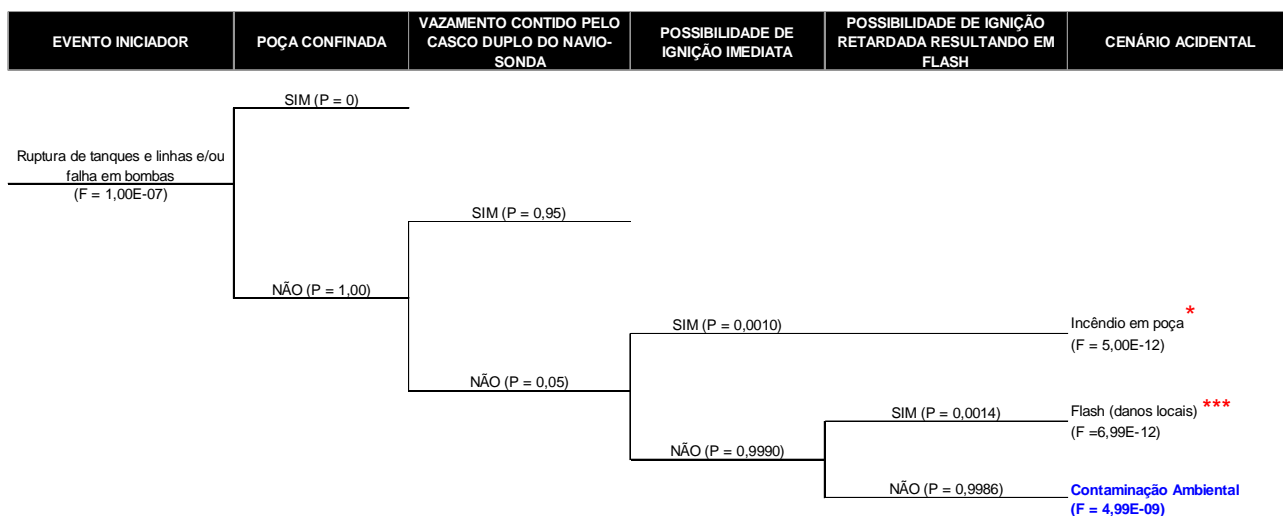 EVENTO INICIADOR
POÇA CONFINADA
VAZAMENTO CONTIDO PELO
CASCO DUPLO DO NAVIO-
SONDA
POSSIBILIDADE DE
IGNIÇÃO IMEDIATA
POSSIBILIDADE DE IGNIÇÃO
RETARDADA RESULTANDO EM
FLASH
CENÁRIO ACIDENTAL
SIM (P = 0)
Ruptura de tanques e linhas e/ou
falha em bombas
(F = 1,00E-07)
SIM (P = 0,95)
NÃO (P = 1,00)
SIM (P = 0,0010)
Incêndio em poça *
(F = 5,00E-12)
NÃO (P = 0,05)
SIM (P = 0,0014)
Flash (danos locais) ***
(F =6,99E-12)
NÃO (P = 0,9990)
NÃO (P = 0,9986)
Contaminação Ambiental
(F = 4,99E-09)